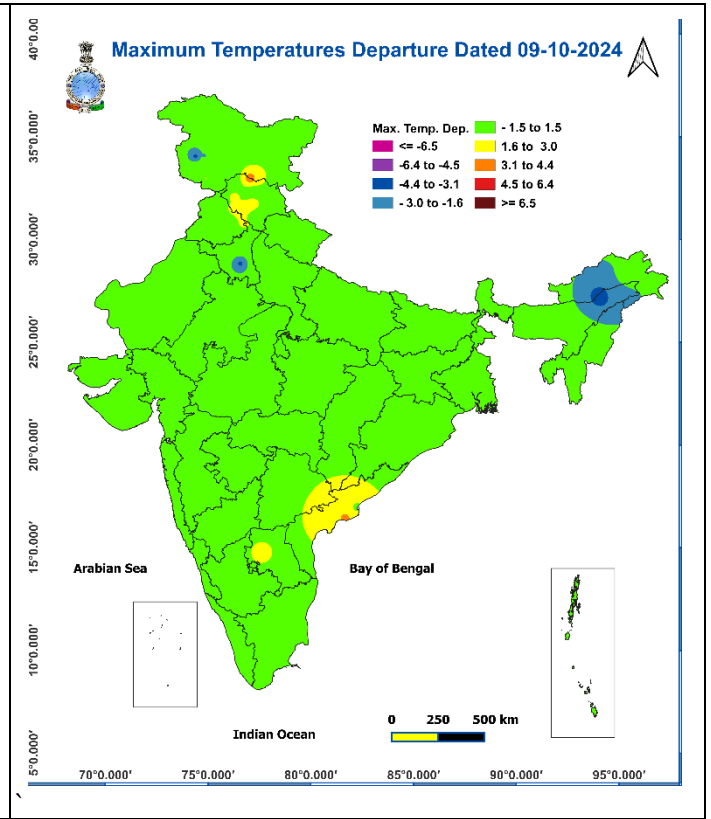 Maximum Temperatures Departure Dated 09-10-2024
Max. Temp. Dep.
<= -6.5
-6.4 to -4.5
-4.4 to -3.1
- 3.0 to -1.6
- 1.5 to 1.5
1.6 to 3.0
3.1 to 4.4
4.5 to 6.4
>= 6.5
40°0.00
35°0.000'
30°0.000'
25°0.000'
20°0.000'
15°0.000'
10°0.000'
5°0.000'
Arabian Sea
Bay of Bengal
Indian Ocean
0 250 500 km
70°0.000' 75°0.000' 80°0.000' 85°0.000' 90°0.000' 95°0.000'
`